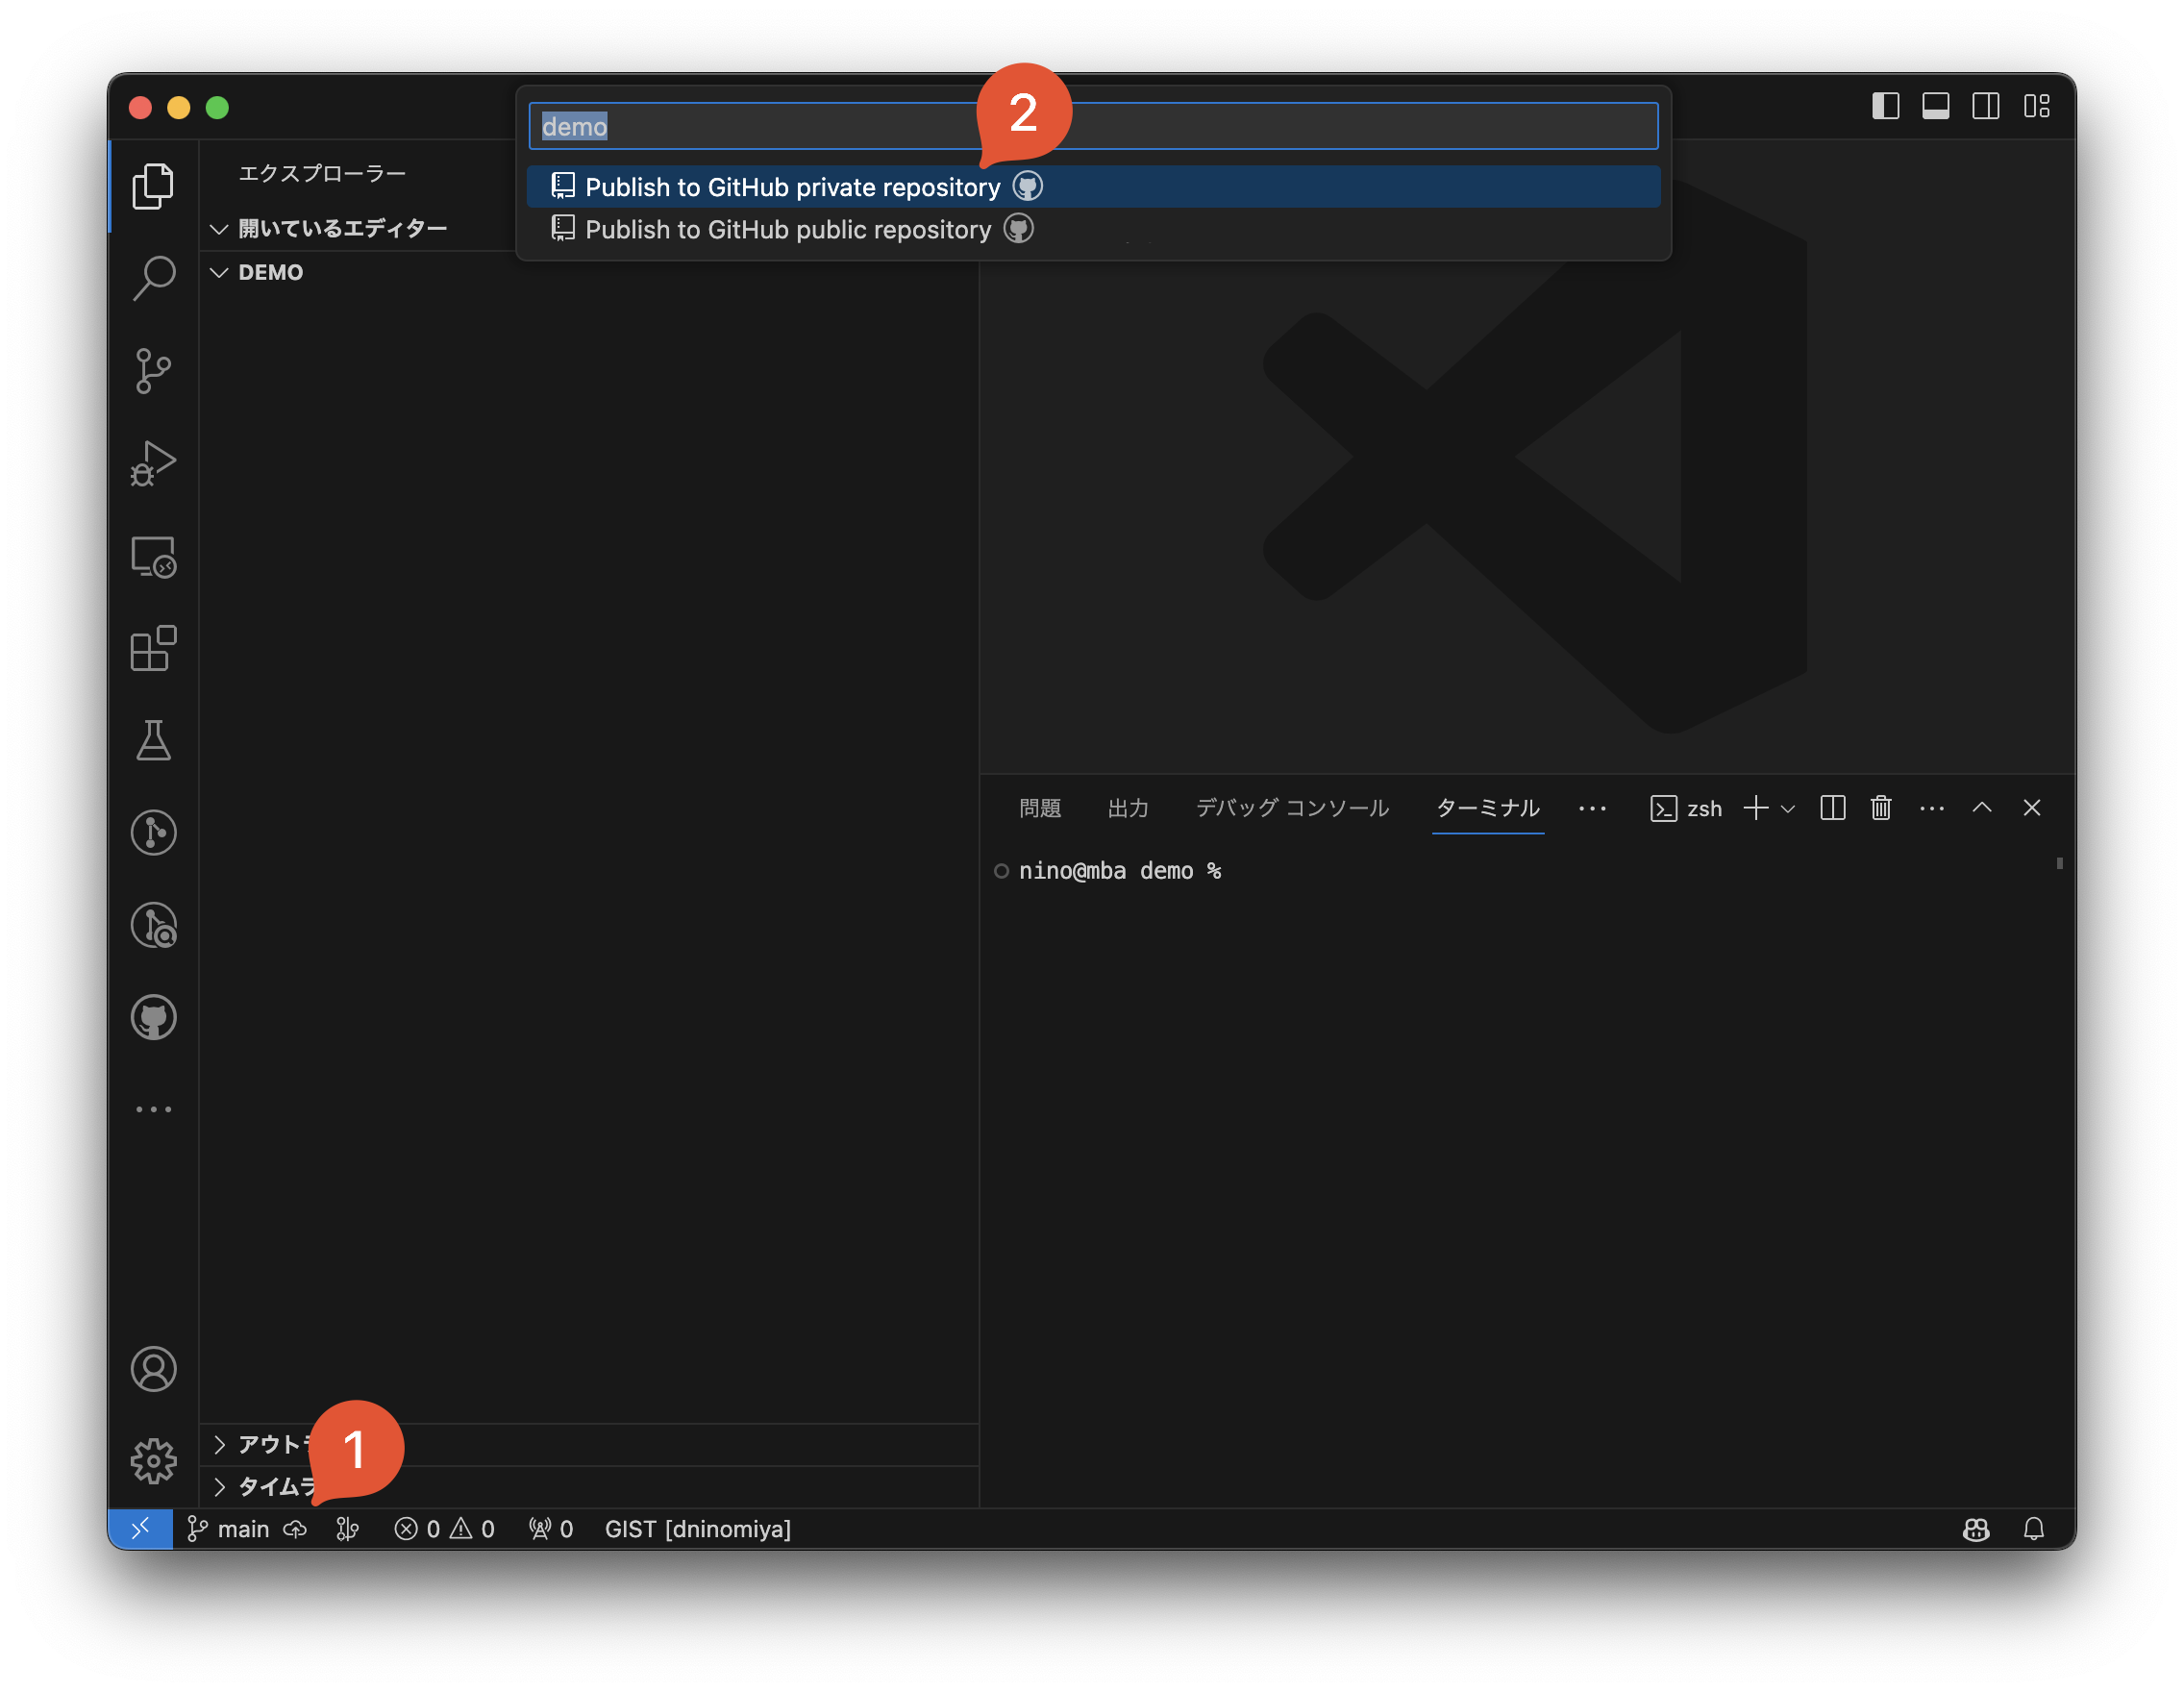 2
demo
Publish to GitHub private repository
Publish to GitHub public repository
エクスプローラー
開いているエディター
DEMO
問題 出力 デバッグ コンソール ターミナル ··· zsh
nino@mba demo %
アウトラ
タイムラ
1
main 0 0 0 GIST [dninomiya]